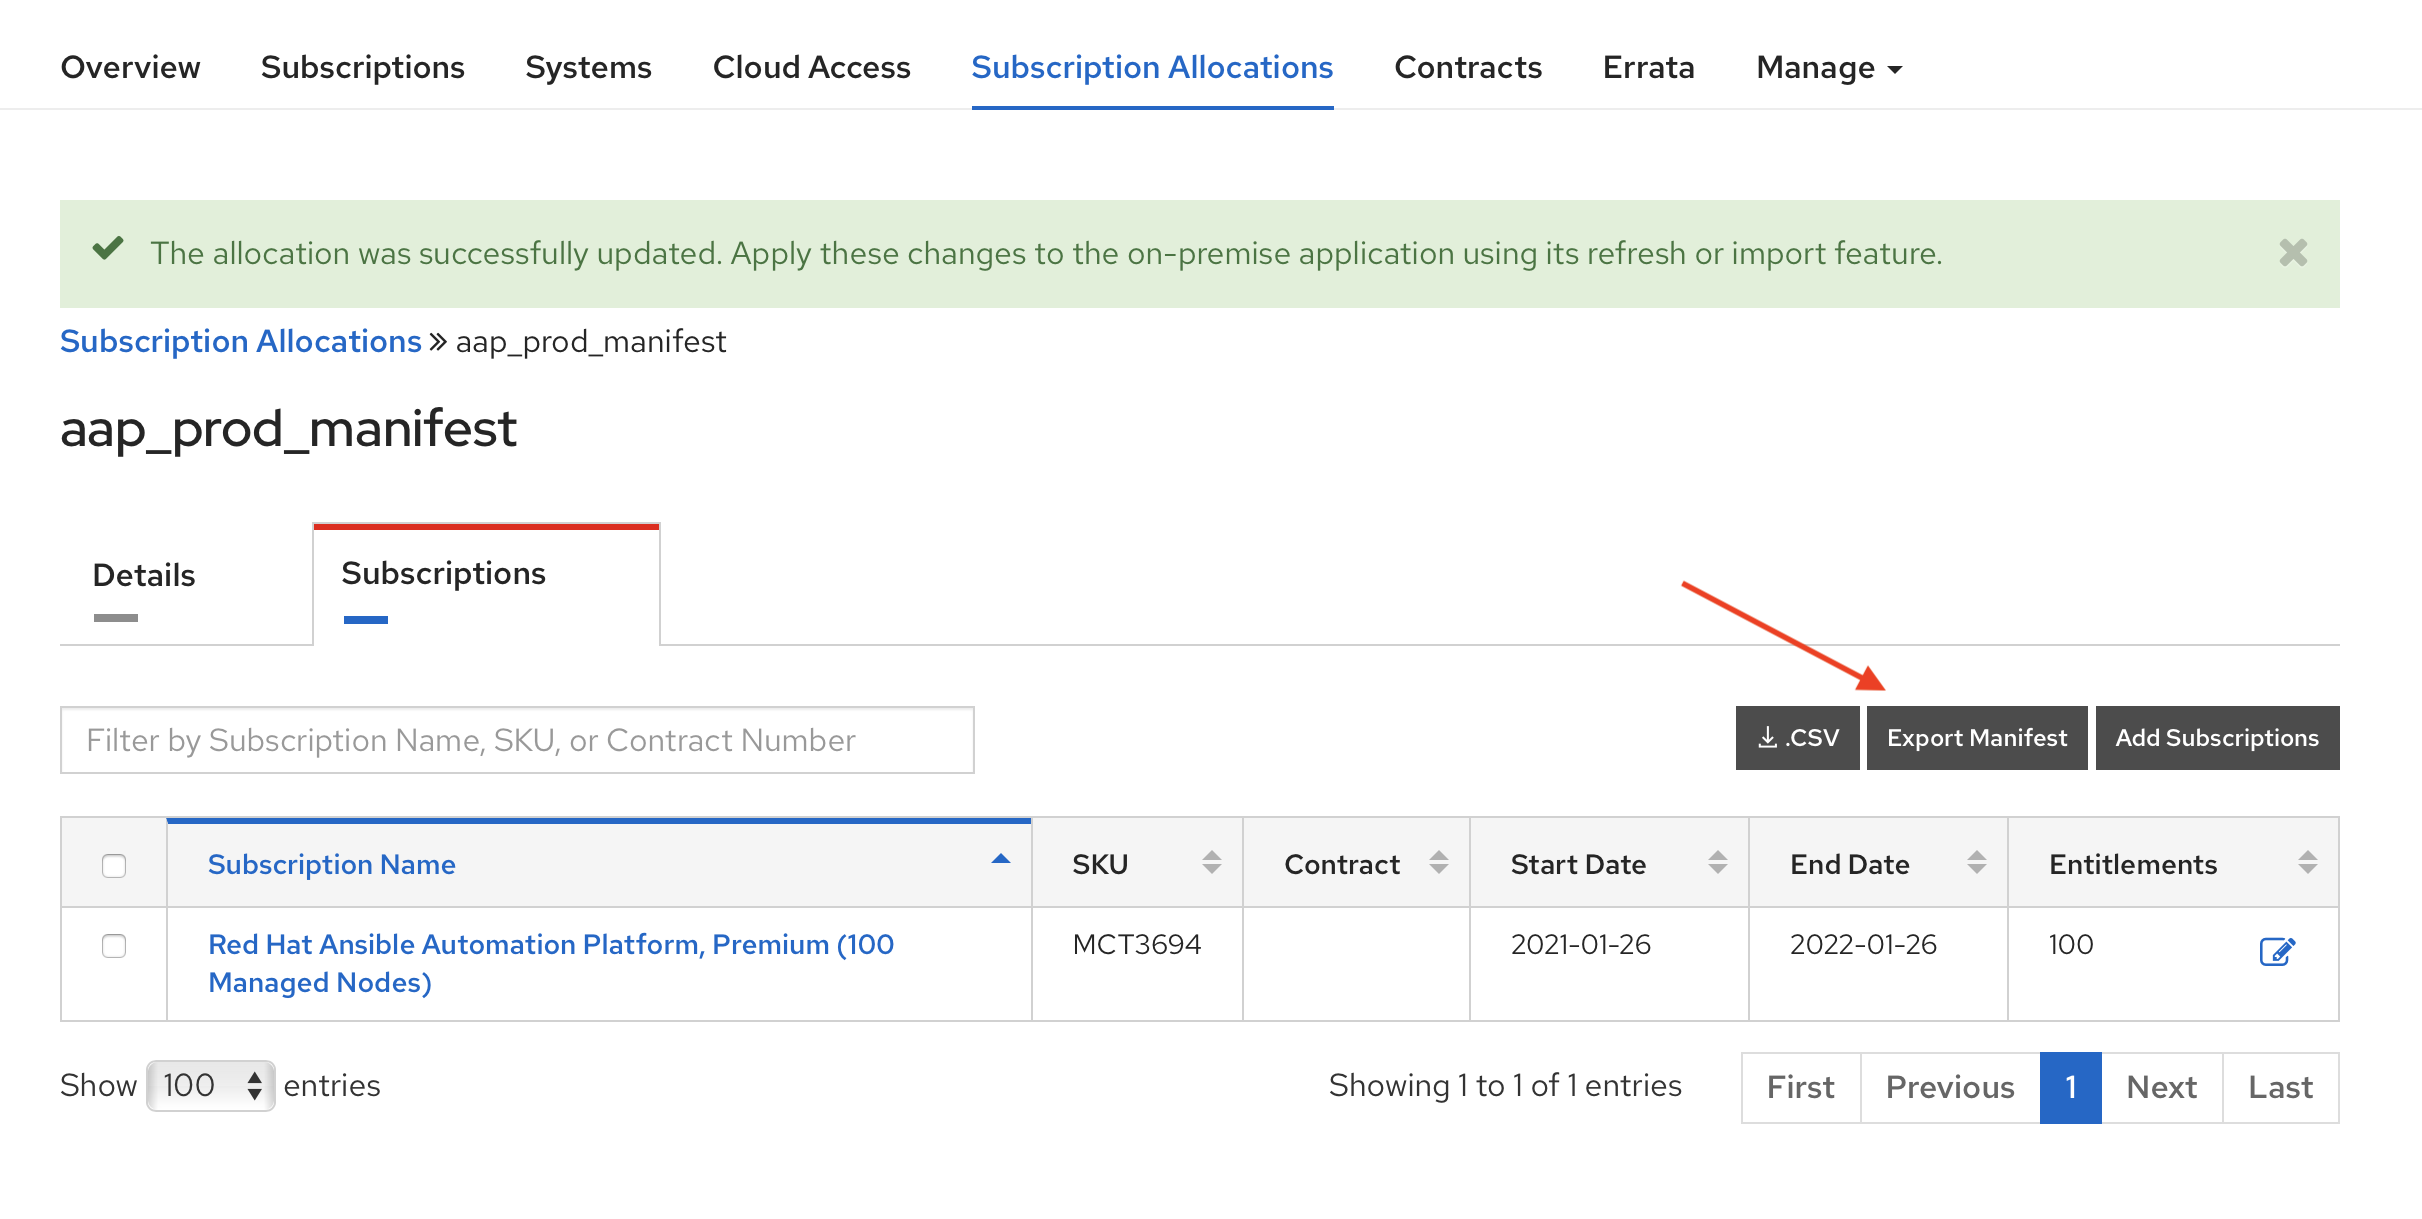 Overview Subscriptions Systems Cloud Access Subscription Allocations Contracts Errata Manage
The allocation was successfully updated. Apply these changes to the on-premise application using its refresh or import feature.
Subscription Allocations » aap_prod_manifest
aap_prod_manifest
Details Subscriptions
Filter by Subscription Name, SKU, or Contract Number .CSV Export Manifest Add Subscriptions
Subscription Name SKU Contract Start Date End Date Entitlements
Red Hat Ansible Automation Platform, Premium (100 MCT3694 2021-01-26 2022-01-26 100
Managed Nodes)
Show 100 entries Showing 1 to 1 of 1 entries First Previous 1 Next Last